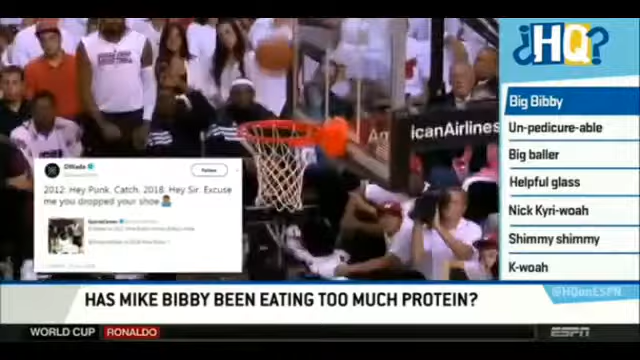 ¿HQ?
Big Bibby
Un-pedicure-able
Big baller
Helpful glass
Nick Kyri-woah
Shimmy shimmy
K-woah
icanAirlines
DWade
Follow
2012: Hey Punk. Catch. 2018: Hey Sir. Excuse
me you dropped your shoe
HAS MIKE BIBBY BEEN EATING TOO MUCH PROTEIN?
@HQonESPN
WORLD CUP RONALDO
ESPN